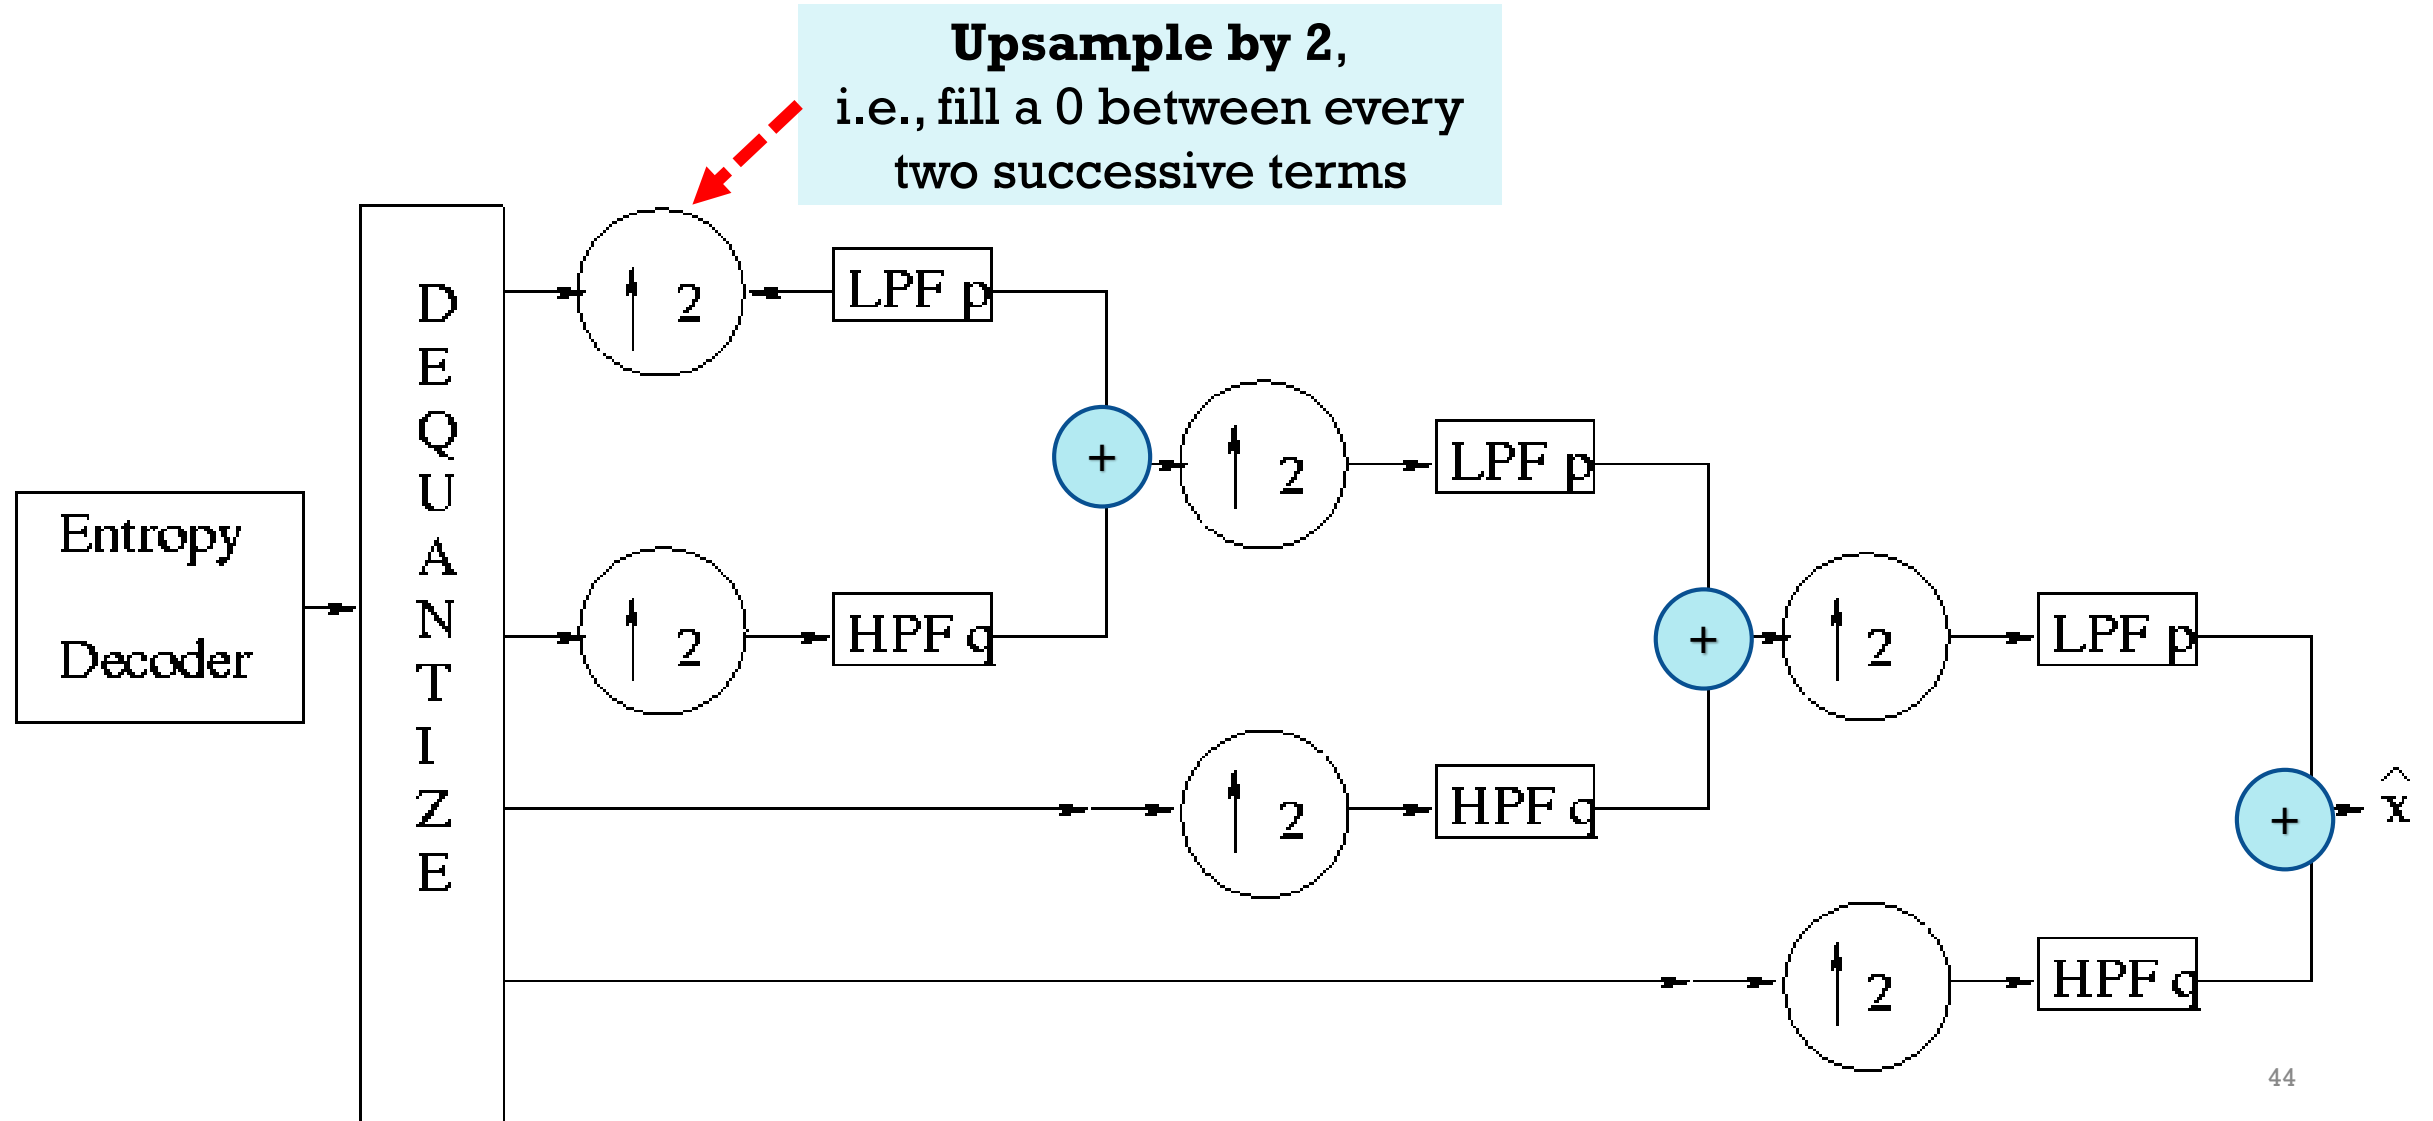 Upsample by 2,
i.e., fill a 0 between every
two successive terms
Entropy
Decoder
D
E
Q
U
A
N
T
I
Z
E
↑ 2
LPF p
+
↑ 2
HPF q
↑ 2
LPF p
+
↑ 2
HPF q
↑ 2
LPF p
+
↑ 2
HPF q
x̂
44